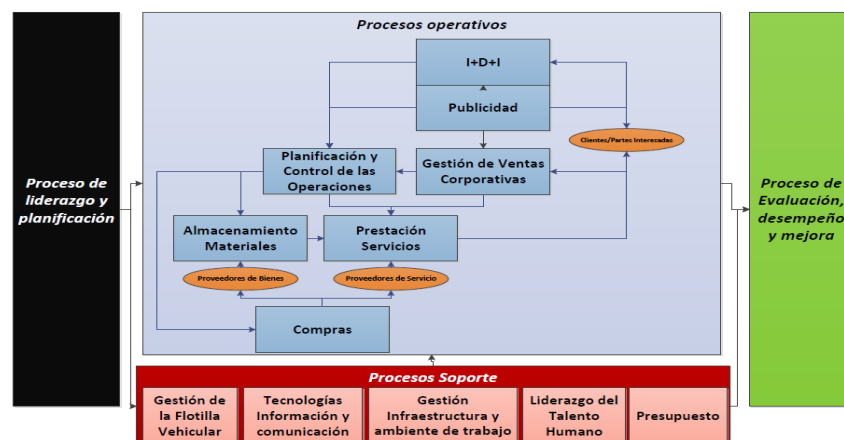 Procesos operativos
I+D+I
Publicidad
Clientes/Partes Interesadas
Planificación y
Control de las
Operaciones
Gestión de Ventas
Corporativas
Proceso de
liderazgo y
planificación
Proceso de
Evaluación,
desempeño
y mejora
Almacenamiento
Materiales
Prestación
Servicios
Proveedores de Bienes
Proveedores de Servicio
Compras
Procesos Soporte
Gestión de
la Flotilla
Vehicular
Tecnologías
Información y
comunicación
Gestión
Infraestructura y
ambiente de trabajo
Liderazgo del
Talento
Humano
Presupuesto